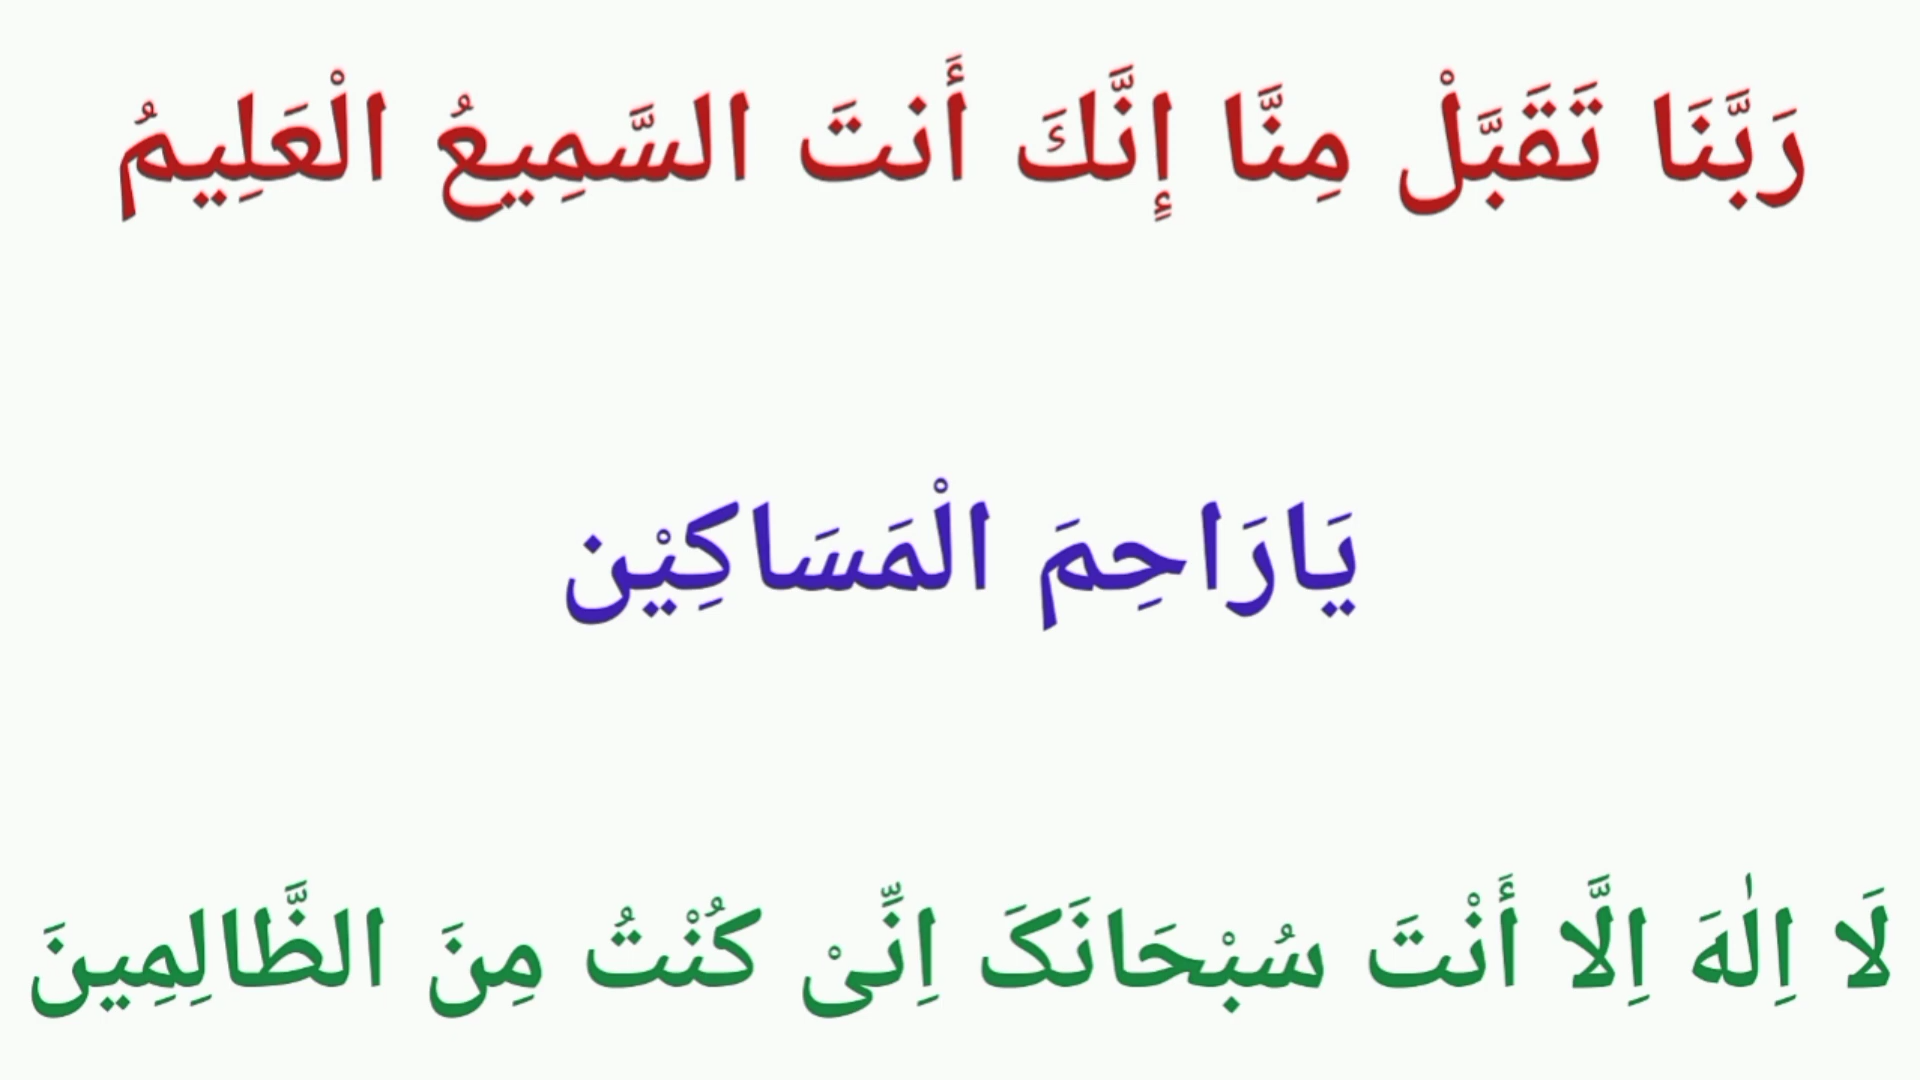 رَبَّنَا تَقَبَّلْ مِنَّا إِنَّكَ أَنتَ السَّمِيعُ الْعَلِيمُ
يَارَاحِمَ الْمَسَاكِيْن
لَا اِلٰهَ اِلَّا أَنْتَ سُبْحَانَکَ اِنِّیْ کُنْتُ مِنَ الظَّالِمِينَ